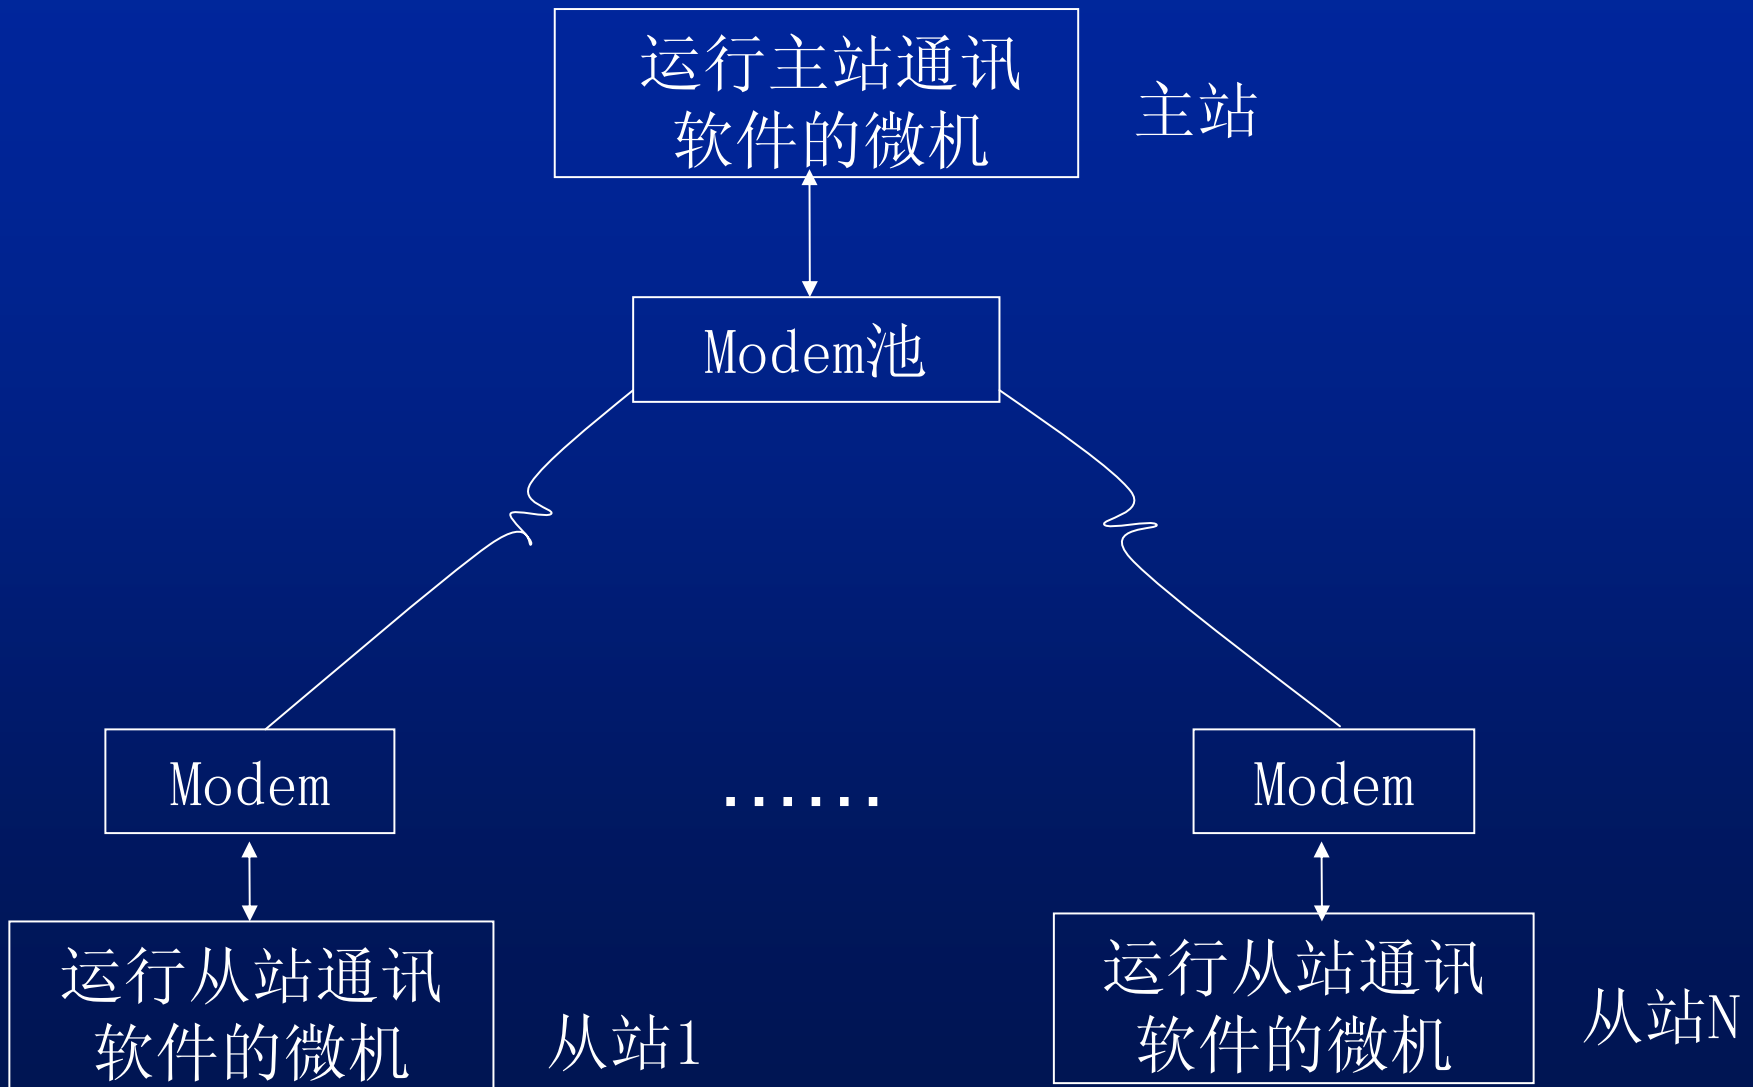 运行主站通讯
软件的微机
主站
Modem池
Modem
······
Modem
运行从站通讯
软件的微机
从站1
运行从站通讯
软件的微机
从站N